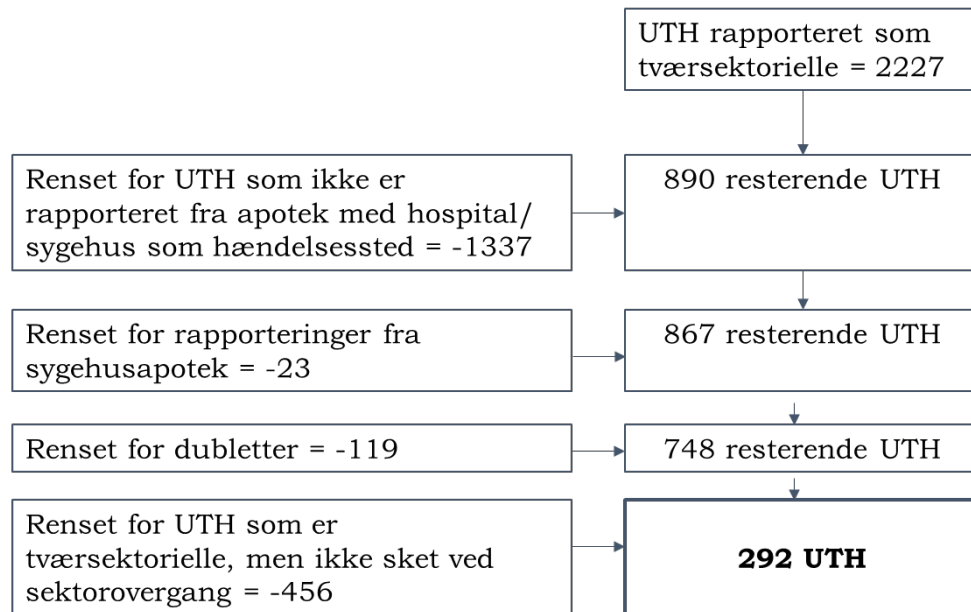 UTH rapporteret som
tværsektorielle = 2227
Renset for UTH som ikke er
rapporteret fra apotek med hospital/
sygehus som hændelsessted = -1337
890 resterende UTH
Renset for rapporteringer fra
sygehusapotek = -23
867 resterende UTH
Renset for dubletter = -119
748 resterende UTH
Renset for UTH som er
tværsektorielle, men ikke sket ved
sektorovergang = -456
292 UTH